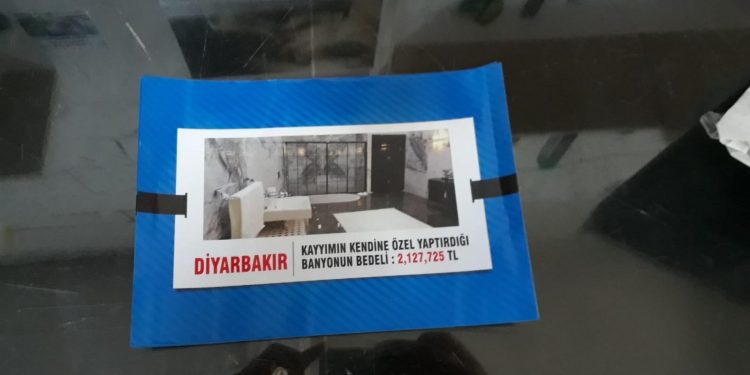 DİYARBAKIR
KAYYIMIN KENDİNE ÖZEL YAPTIRDIĞI
BANYONUN BEDELİ : 2,127,725 TL